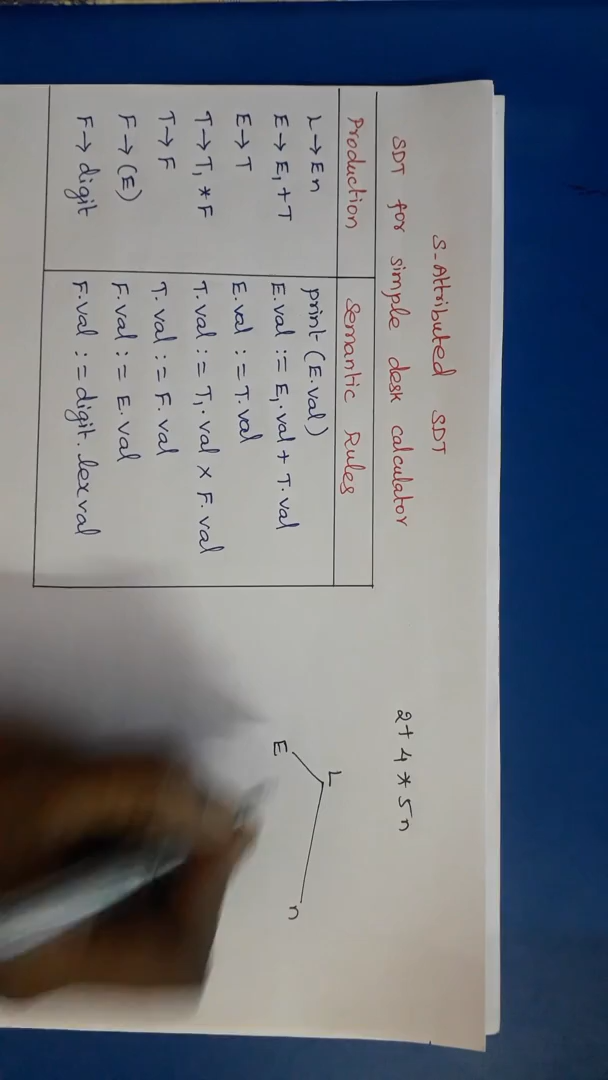 S-Attributed SDT
SDT for simple desk calculator
Production Semantic Rules
L → En print (E.val)
E → E₁ + T E.val := E₁.val + T.val
E → T E.val := T.val
T → T₁ * F T.val := T₁.val × F.val
T → F T.val := F.val
F → (E) F.val := E.val
F → digit F.val := digit.lexval
2 + 4 * 5 n
L
E n